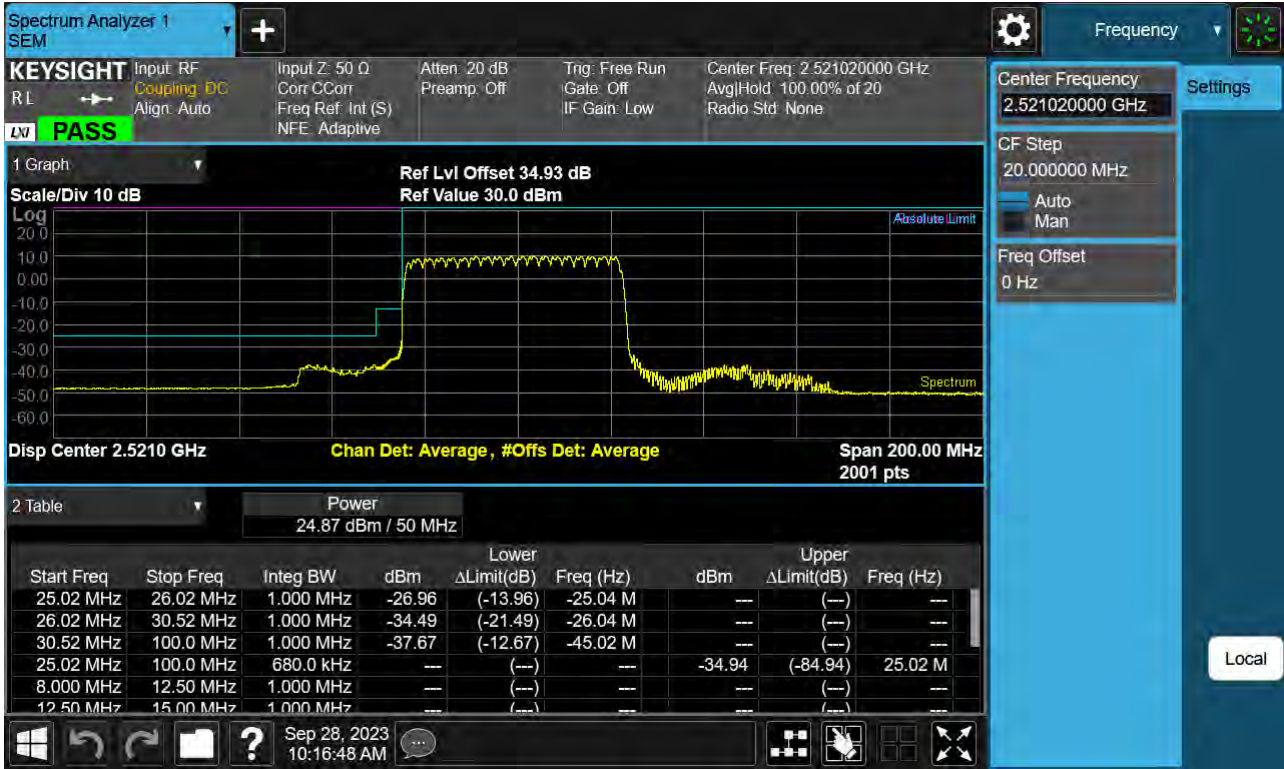 Spectrum Analyzer 1
SEM
Frequency
KEYSIGHT
RL
LXI PASS
Input: RF
Coupling: DC
Align: Auto
Input Z: 50 Ω
Corr CCorr
Freq Ref: Int (S)
NFE: Adaptive
Atten: 20 dB
Preamp: Off
Trig: Free Run
Gate: Off
IF Gain: Low
Center Freq: 2.521020000 GHz
Avg|Hold: 100.00% of 20
Radio Std: None
Center Frequency
2.521020000 GHz
Settings
CF Step
20.000000 MHz
Auto
Man
Freq Offset
0 Hz
Local
1 Graph
Scale/Div 10 dB
Ref Lvl Offset 34.93 dB
Ref Value 30.0 dBm
Log
20.0
10.0
0.00
-10.0
-20.0
-30.0
-40.0
-50.0
-60.0
Limit
Spectrum
Disp Center 2.5210 GHz
Chan Det: Average, #Offs Det: Average
Span 200.00 MHz
2001 pts
2 Table
Power
24.87 dBm / 50 MHz
Lower Upper
Start Freq Stop Freq Integ BW dBm ΔLimit(dB) Freq (Hz) dBm ΔLimit(dB) Freq (Hz)
25.02 MHz 26.02 MHz 1.000 MHz -26.96 (-13.96) -25.04 M --- (---) ---
26.02 MHz 30.52 MHz 1.000 MHz -34.49 (-21.49) -26.04 M --- (---) ---
30.52 MHz 100.0 MHz 1.000 MHz -37.67 (-12.67) -45.02 M --- (---) ---
25.02 MHz 100.0 MHz 680.0 kHz --- (---) --- -34.94 (-84.94) 25.02 M
8.000 MHz 12.50 MHz 1.000 MHz --- (---) --- --- (---) ---
12.50 MHz 15.00 MHz 1.000 MHz --- (---) --- --- (---) ---
Sep 28, 2023
10:16:48 AM